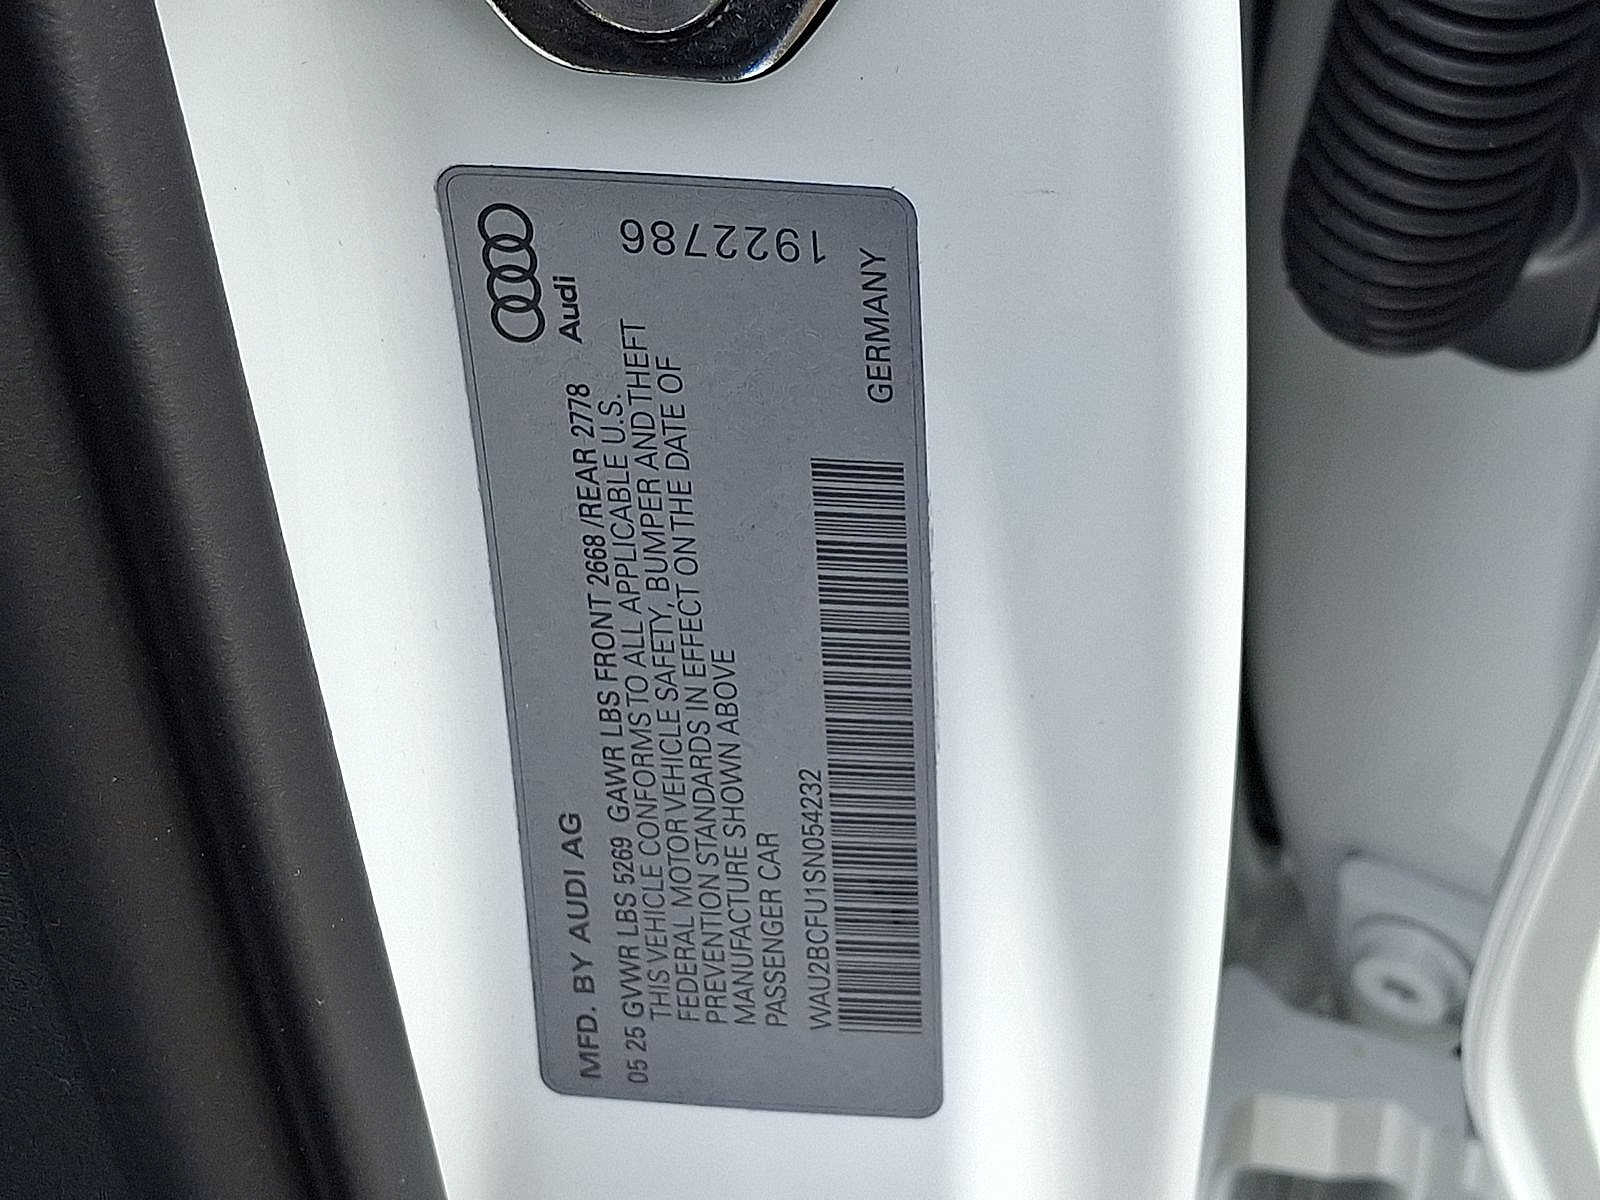 MFD. BY AUDI AG
Audi
05 25 GVWR LBS 5269 GAWR LBS FRONT 2668 /REAR 2778
THIS VEHICLE CONFORMS TO ALL APPLICABLE U.S.
FEDERAL MOTOR VEHICLE SAFETY, BUMPER AND THEFT
PREVENTION STANDARDS IN EFFECT ON THE DATE OF
MANUFACTURE SHOWN ABOVE
PASSENGER CAR
1922786
WAU2BCFU1SN054232
GERMANY